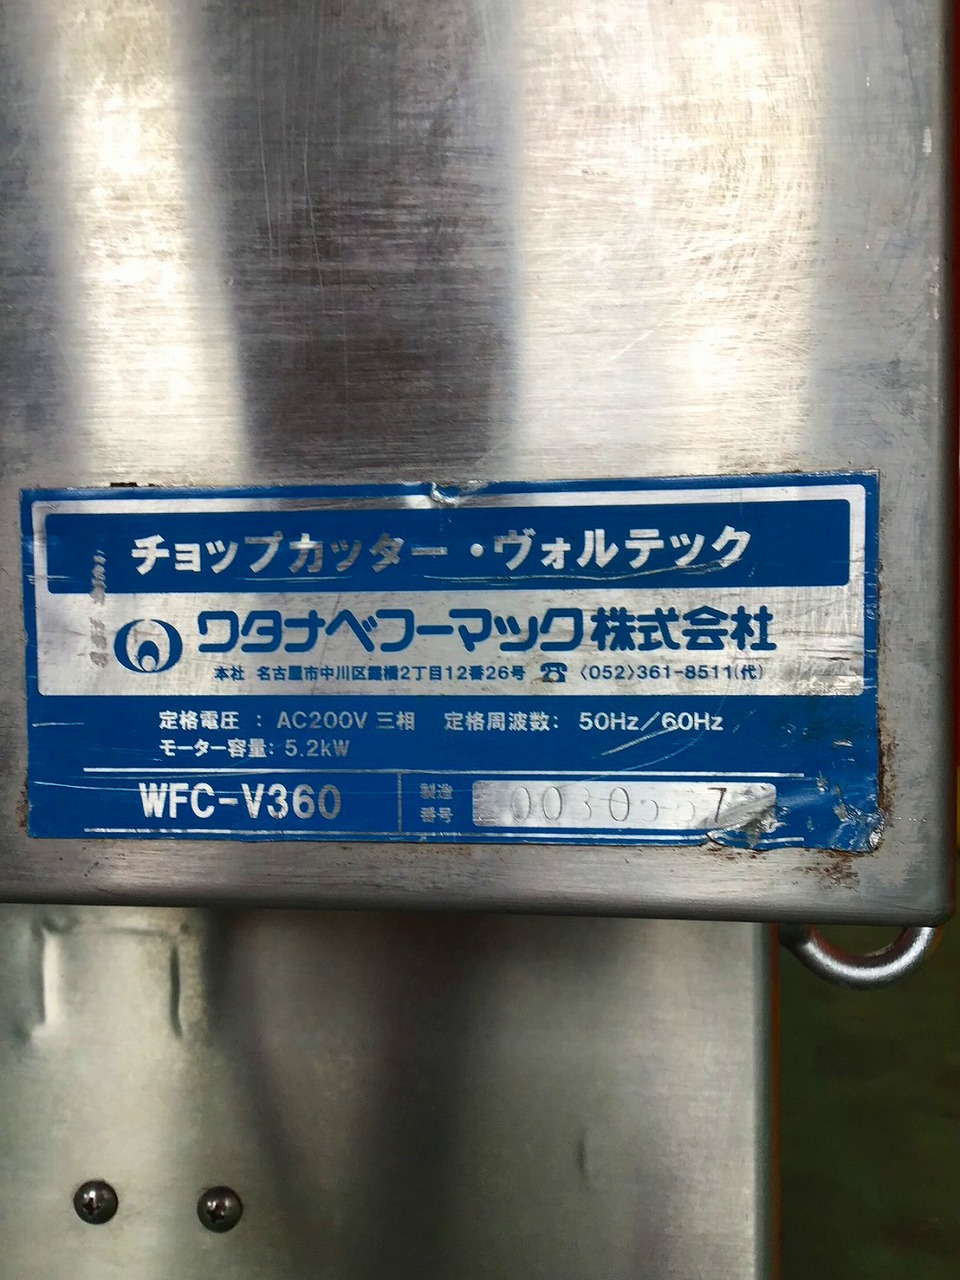 チョップカッター・ヴォルテック
ワタナベフーマック株式会社
本社 名古屋市中川区露橋2丁目12番26号 ☎ 〈052〉361-8511(代)
定格電圧 : AC200V 三相 定格周波数: 50Hz/60Hz
モーター容量: 5.2kW
WFC-V360 製造番号 0030557